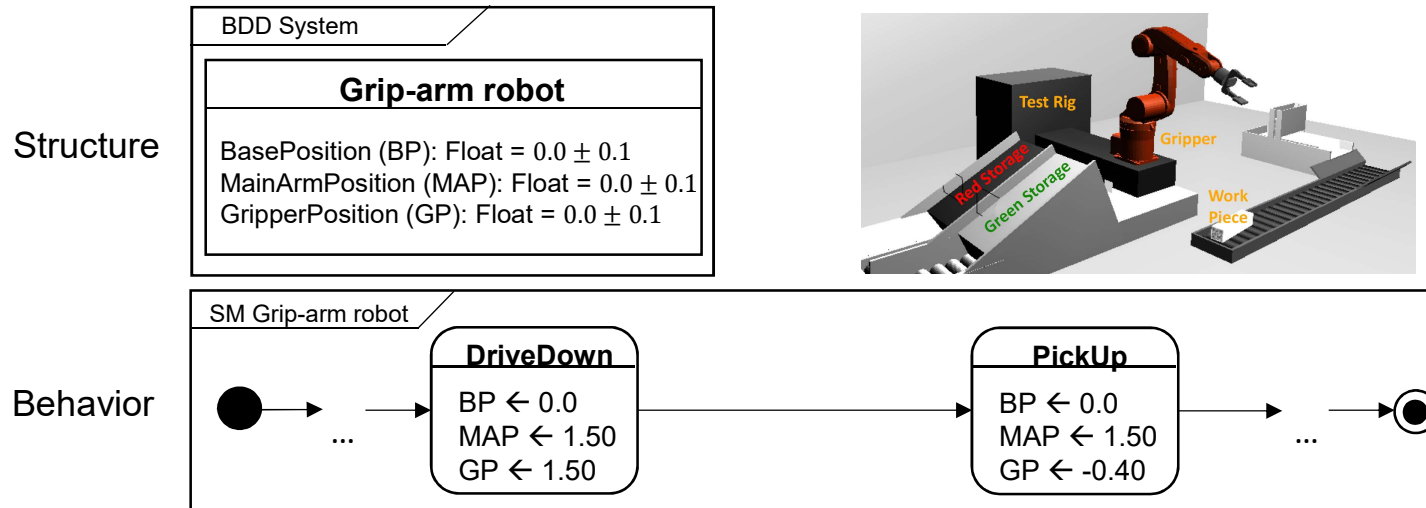 Structure
BDD System
Grip-arm robot
BasePosition (BP): Float = 0.0 ± 0.1
MainArmPosition (MAP): Float = 0.0 ± 0.1
GripperPosition (GP): Float = 0.0 ± 0.1
Test Rig
Gripper
Red Storage
Green Storage
Work
Piece
Behavior
SM Grip-arm robot
DriveDown
BP ← 0.0
MAP ← 1.50
GP ← 1.50
PickUp
BP ← 0.0
MAP ← 1.50
GP ← -0.40
...
...